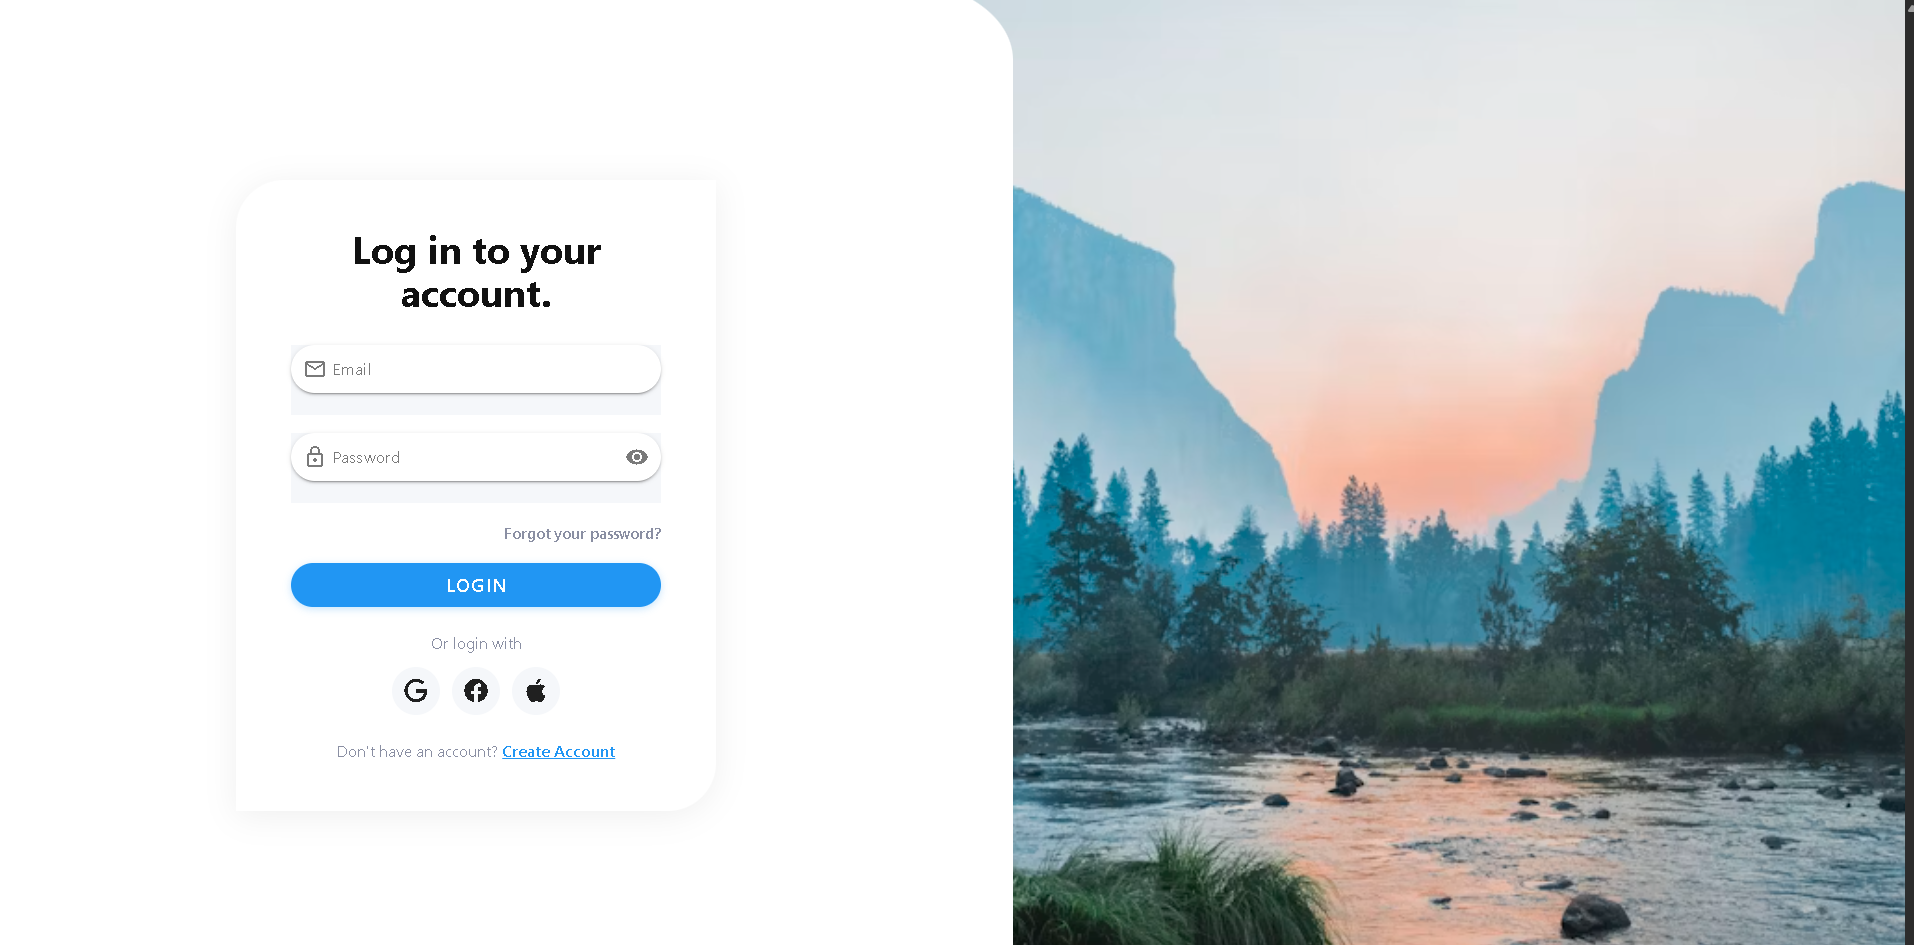 Log in to your
account.
Email
Password
Forgot your password?
LOGIN
Or login with
Don't have an account? Create Account